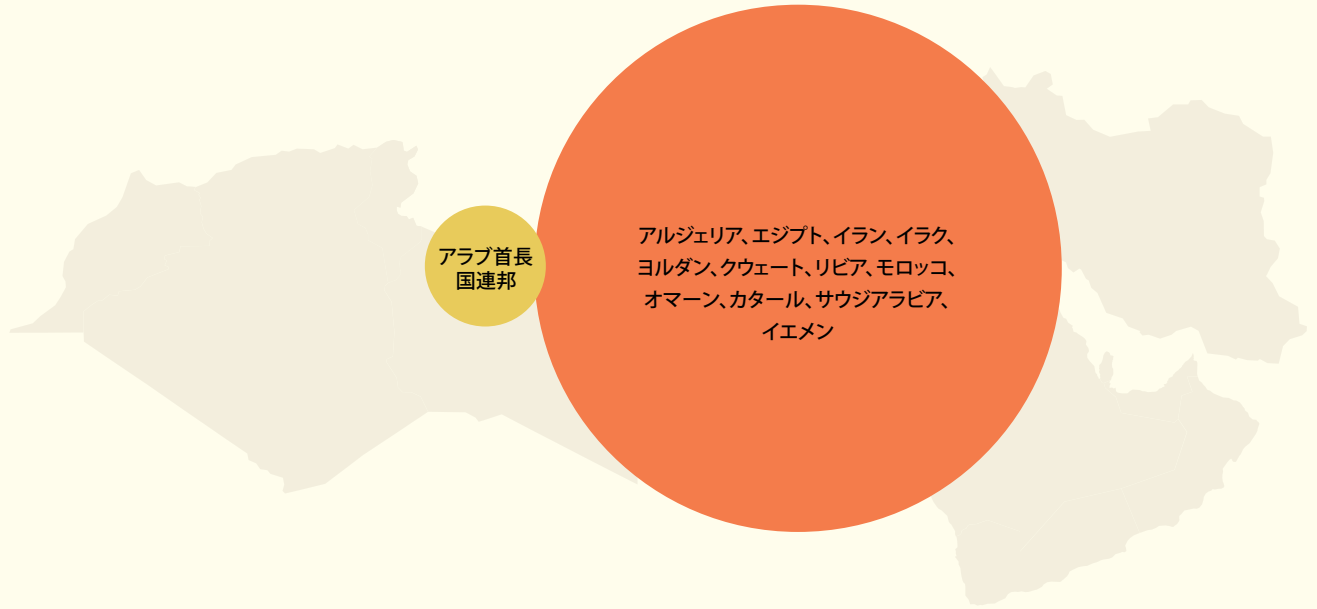 アラブ首長
国連邦
アルジェリア、エジプト、イラン、イラク、
ヨルダン、クウェート、リビア、モロッコ、
オマーン、カタール、サウジアラビア、
イエメン